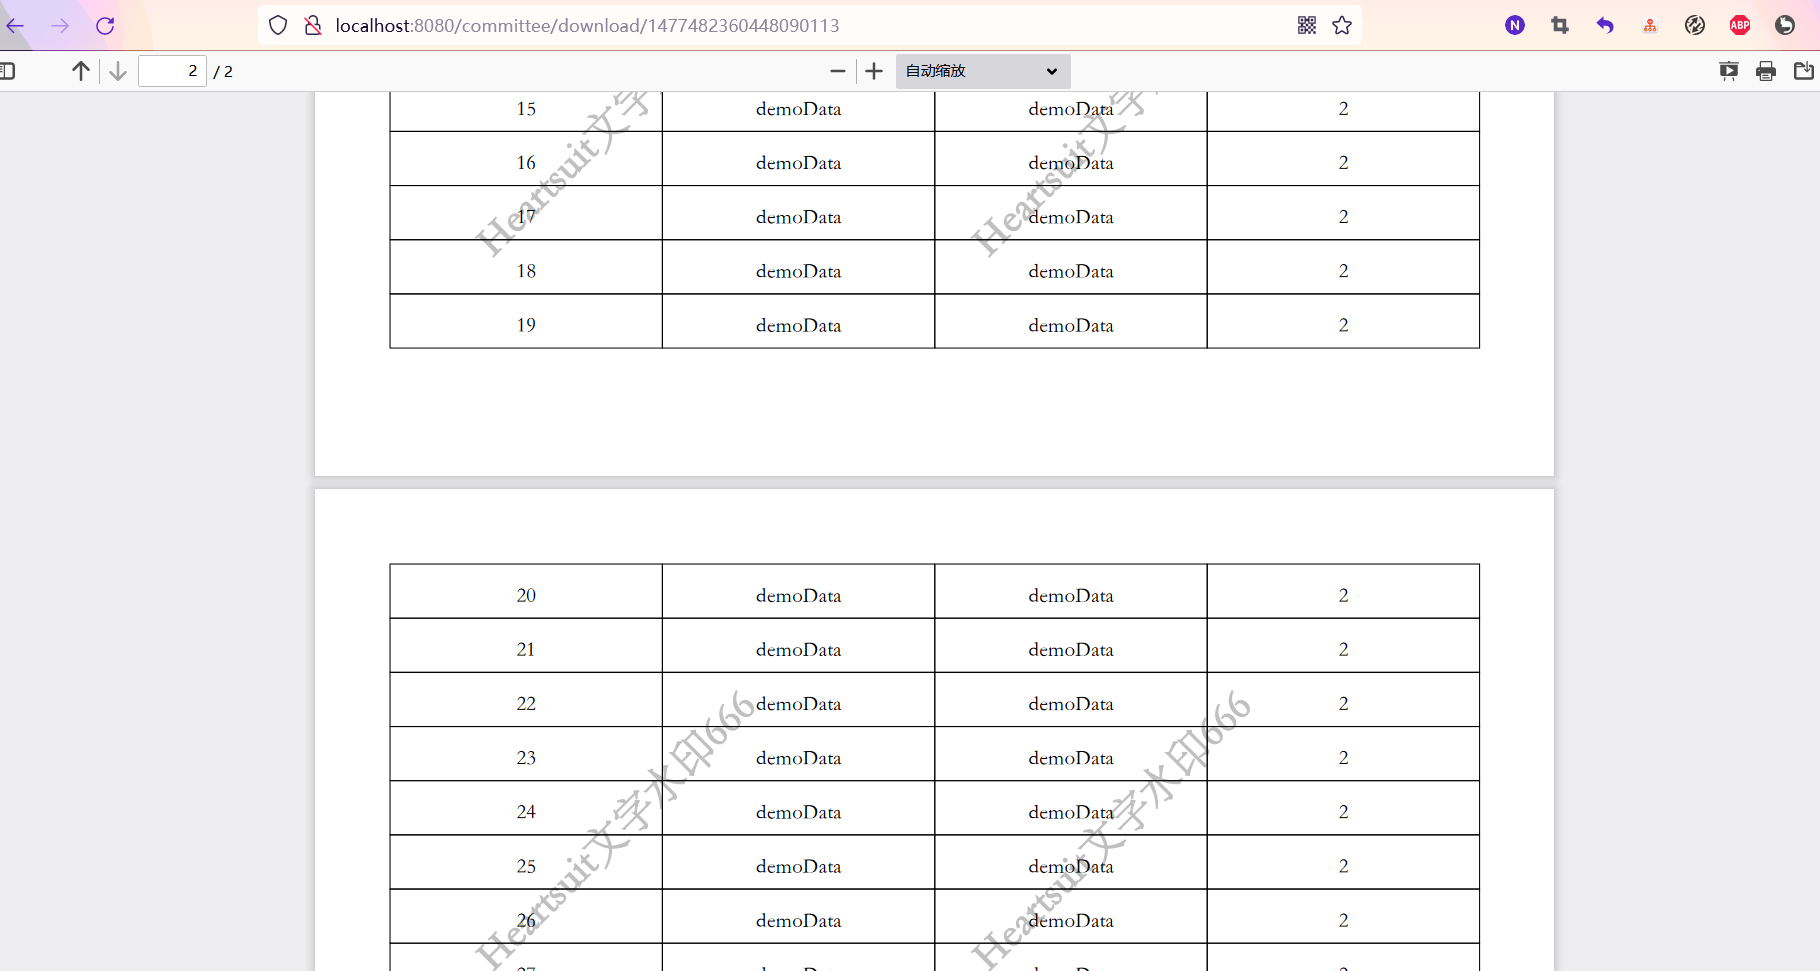 localhost:8080/committee/download/1477482360448090113
N
ABP
2 / 2
自动缩放
15 demoData demoData 2
16 demoData demoData 2
17 demoData demoData 2
18 demoData demoData 2
19 demoData demoData 2
Heartsuit文字
Heartsuit文字
20 demoData demoData 2
21 demoData demoData 2
22 demoData demoData 2
23 demoData demoData 2
24 demoData demoData 2
25 demoData demoData 2
26 demoData demoData 2
Heartsuit文字水印666
Heartsuit文字水印666